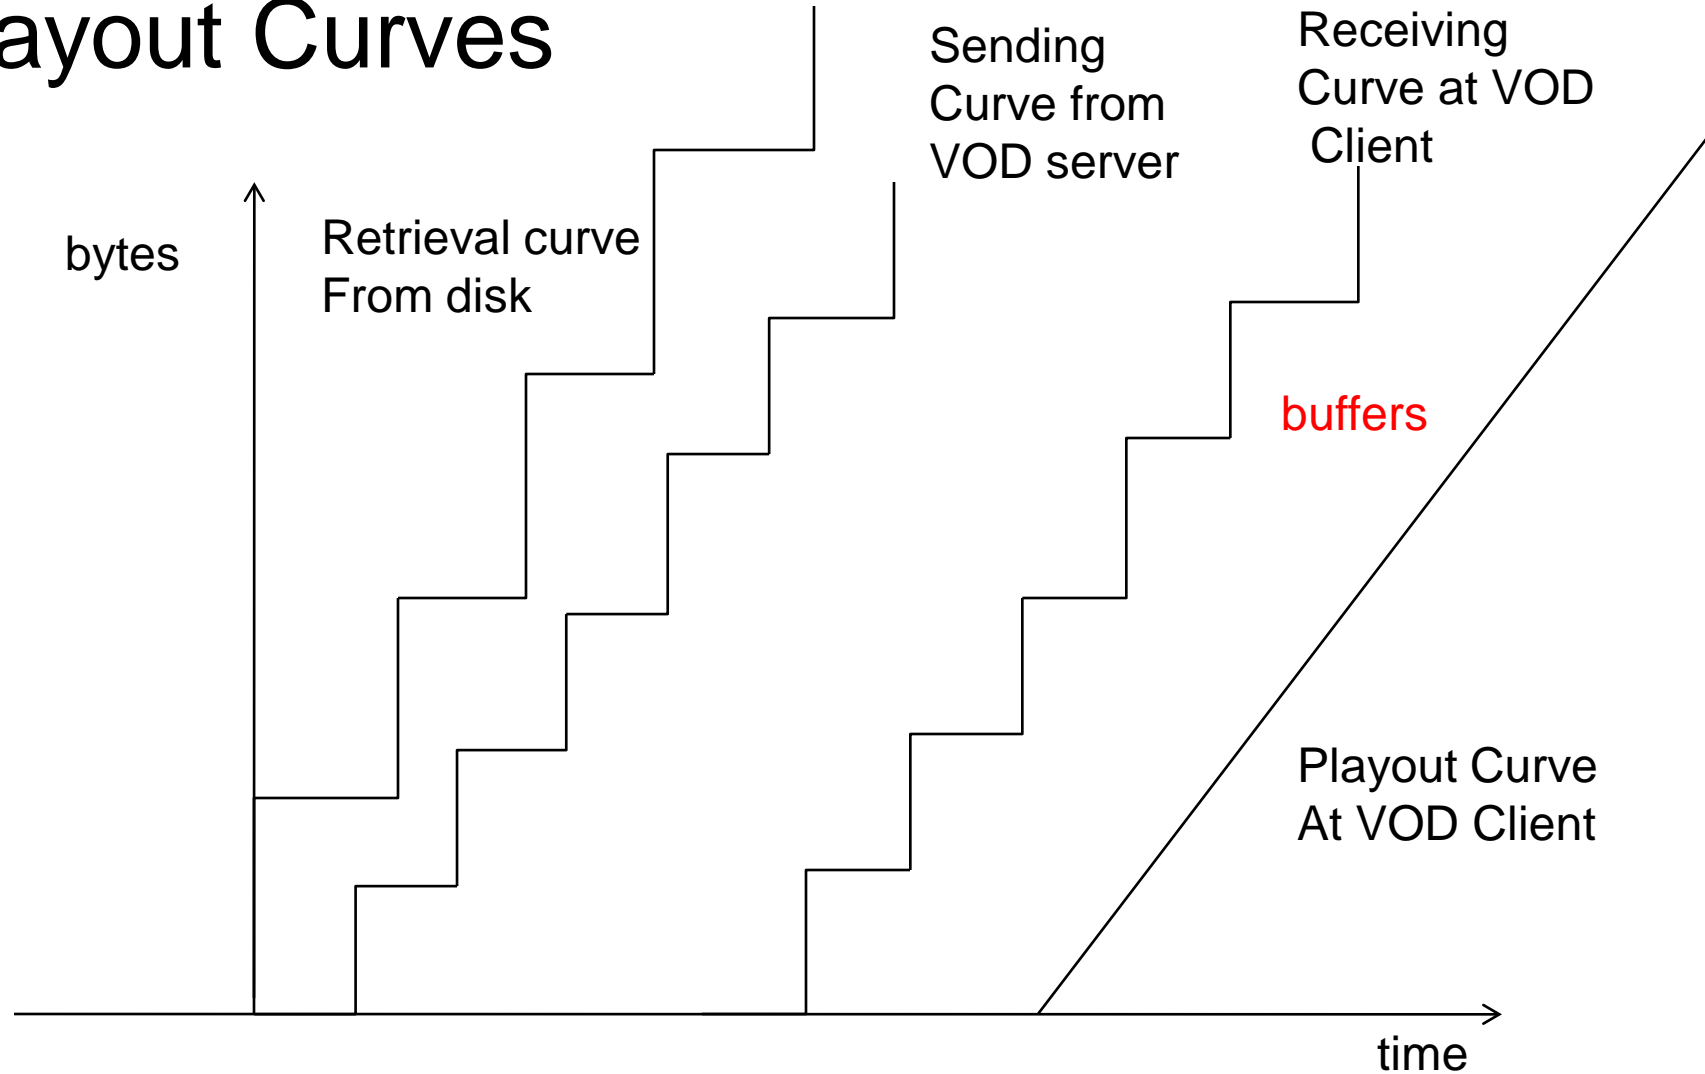 ayout Curves
Sending
Curve from
VOD server
Receiving
Curve at VOD
Client
bytes
Retrieval curve
From disk
buffers
Playout Curve
At VOD Client
time